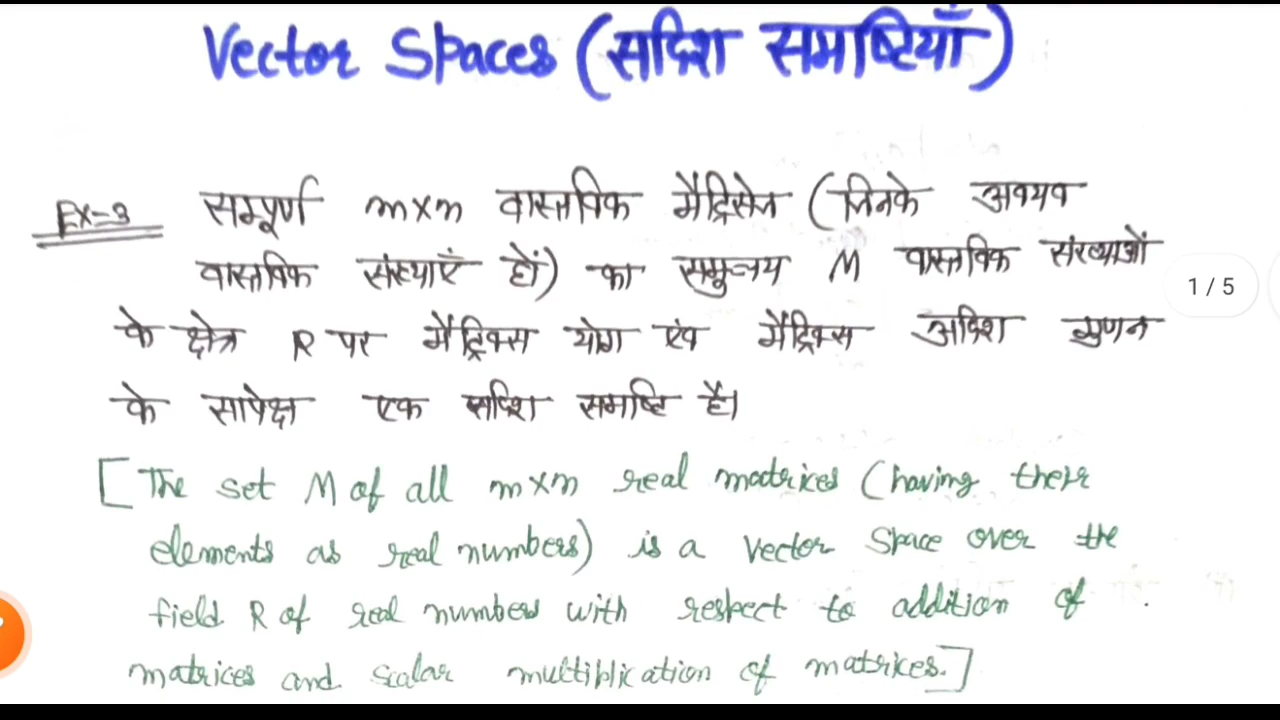 Vector Spaces (सदिश समष्टियाँ)
Ex-3 सम्पूर्ण m×n वास्तविक मैट्रिसेज (जिनके अवयव
वास्तविक संख्याएँ हों) का समुच्चय M वास्तविक संख्याओं
1 / 5
के क्षेत्र R पर मैट्रिक्स योग एंव मैट्रिक्स अदिश गुणन
के सापेक्ष एक सदिश समष्टि है।
[The set M of all m×n real matrices (having their
elements as real numbers) is a vector space over the
field R of real numbers with respect to addition of
matrices and scalar multiplication of matrices.]